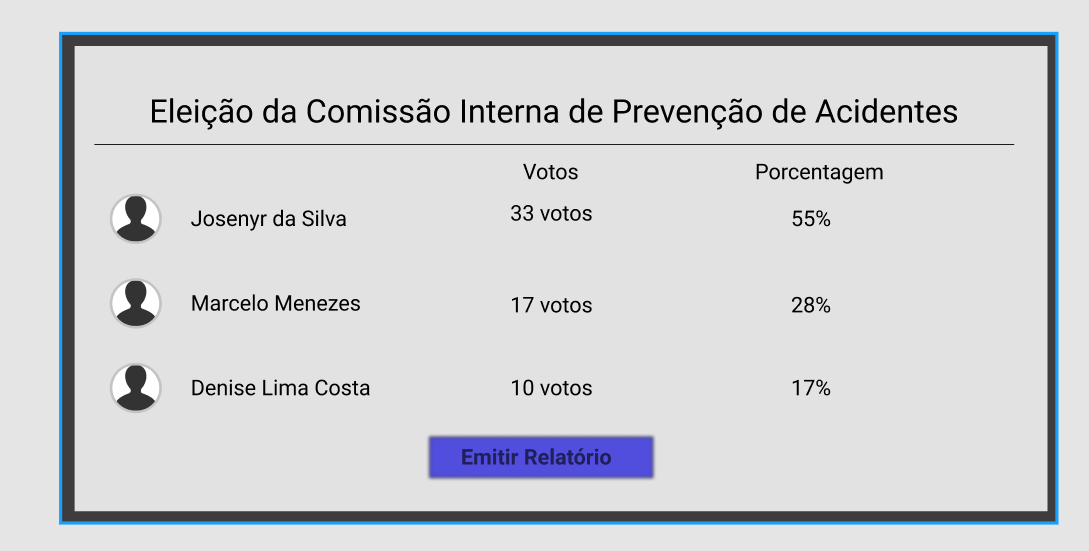 Eleição da Comissão Interna de Prevenção de Acidentes
Votos Porcentagem
Josenyr da Silva 33 votos 55%
Marcelo Menezes 17 votos 28%
Denise Lima Costa 10 votos 17%
Emitir Relatório